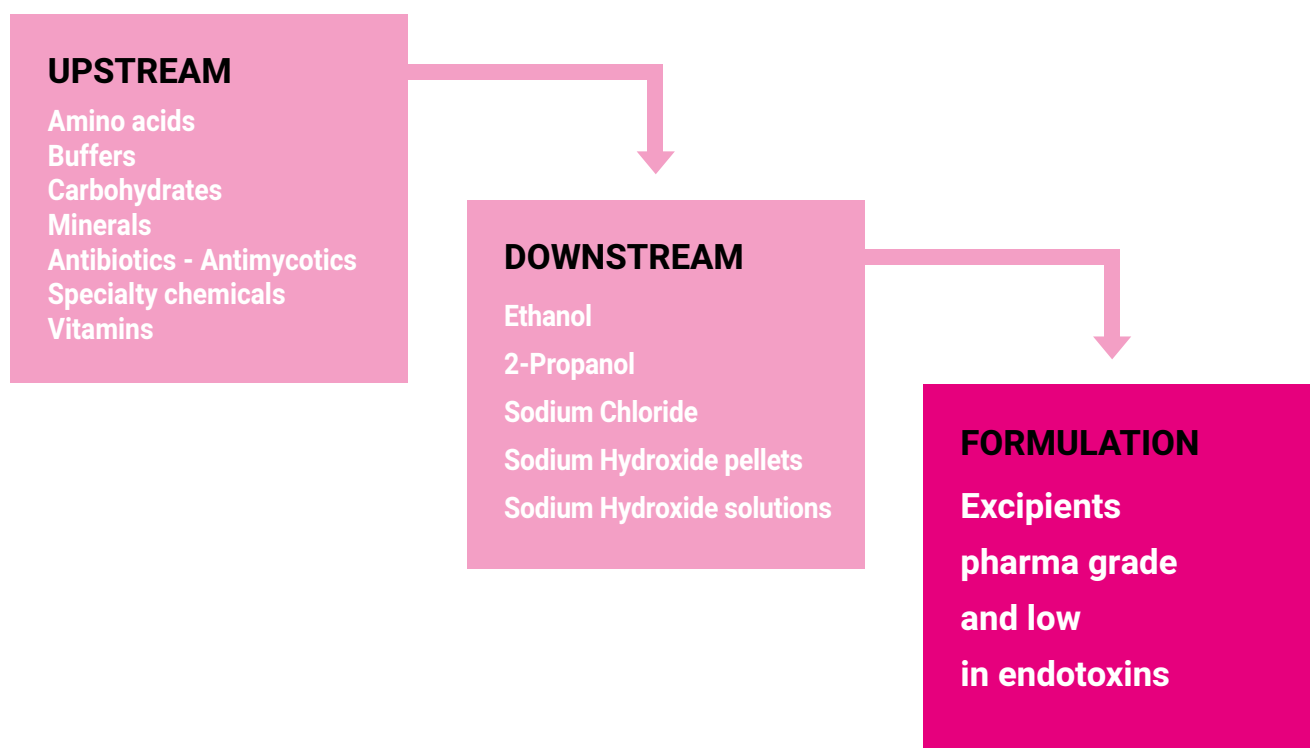 UPSTREAM
Amino acids
Buffers
Carbohydrates
Minerals
Antibiotics - Antimycotics
Specialty chemicals
Vitamins
DOWNSTREAM
Ethanol
2-Propanol
Sodium Chloride
Sodium Hydroxide pellets
Sodium Hydroxide solutions
FORMULATION
Excipients
pharma grade
and low
in endotoxins